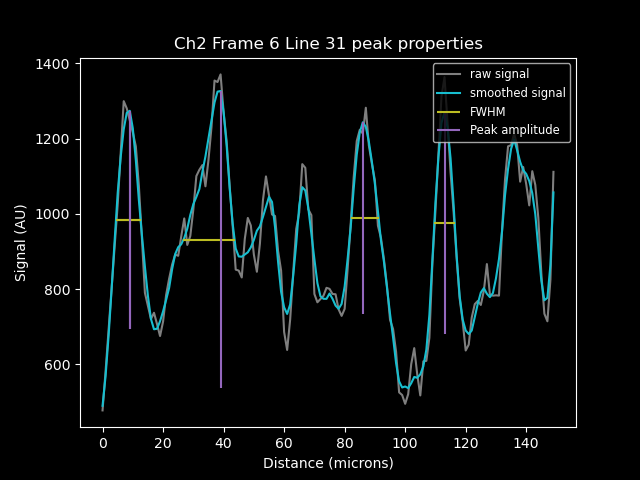 Ch2 Frame 6 Line 31 peak properties
raw signal
smoothed signal
FWHM
Peak amplitude
1400
1200
1000
800
600
Signal (AU)
0 20 40 60 80 100 120 140
Distance (microns)